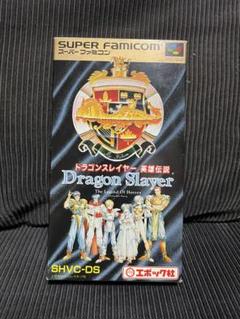 SUPER FAMICOM
スーパーファミコン
ドラゴンスレイヤー 英雄伝説
Dragon Slayer
The Legend Of Heroes
SHVC-DS
エポック社